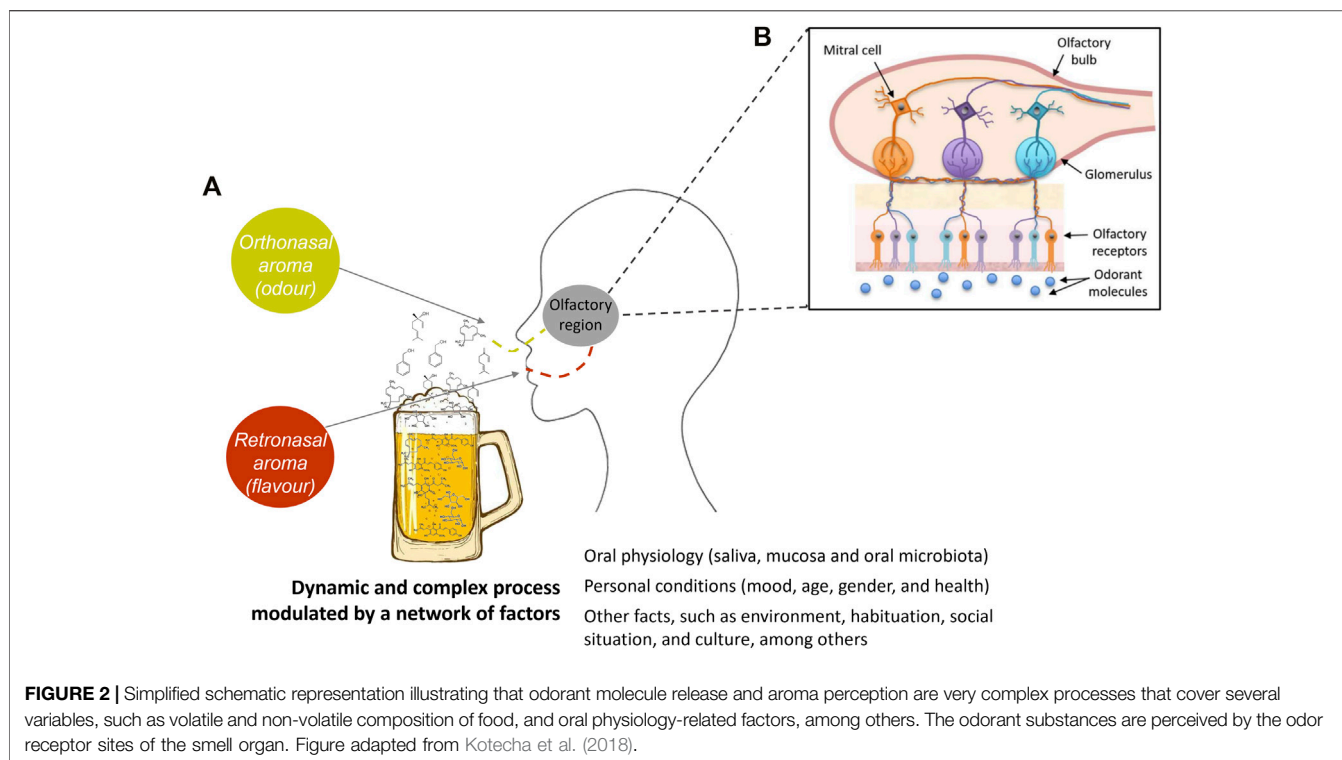 A
B
Mitral cell
Olfactory
bulb
Glomerulus
Olfactory
receptors
Odorant
molecules
Orthonasal
aroma
(odour)
Olfactory
region
Retronasal
aroma
(flavour)
Dynamic and complex process
modulated by a network of factors
Oral physiology (saliva, mucosa and oral microbiota)
Personal conditions (mood, age, gender, and health)
Other facts, such as environment, habituation, social
situation, and culture, among others
FIGURE 2 | Simplified schematic representation illustrating that odorant molecule release and aroma perception are very complex processes that cover several
variables, such as volatile and non-volatile composition of food, and oral physiology-related factors, among others. The odorant substances are perceived by the odor
receptor sites of the smell organ. Figure adapted from Kotecha et al. (2018).